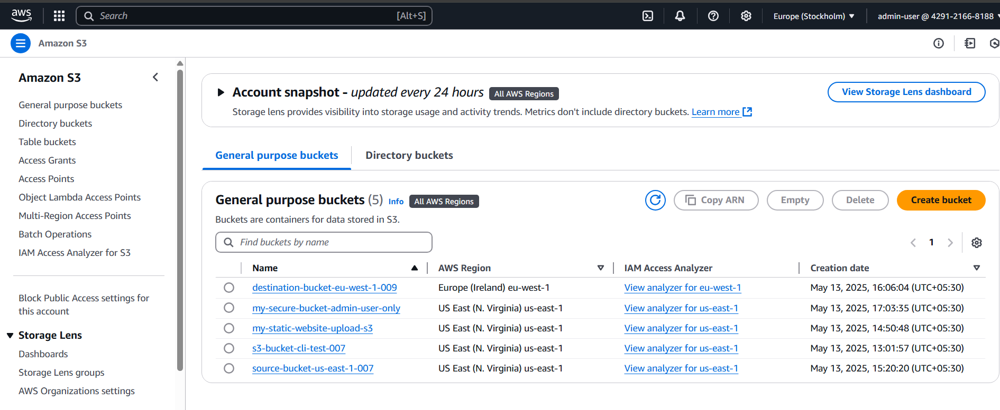 aws
Search [Alt+S]
Europe (Stockholm)
admin-user @ 4291-2166-8188
Amazon S3
Amazon S3
General purpose buckets
Directory buckets
Table buckets
Access Grants
Access Points
Object Lambda Access Points
Multi-Region Access Points
Batch Operations
IAM Access Analyzer for S3
Block Public Access settings for
this account
Storage Lens
Dashboards
Storage Lens groups
AWS Organizations settings
Account snapshot - updated every 24 hours All AWS Regions
View Storage Lens dashboard
Storage lens provides visibility into storage usage and activity trends. Metrics don't include directory buckets. Learn more
General purpose buckets Directory buckets
General purpose buckets (5) Info All AWS Regions
Copy ARN Empty Delete Create bucket
Buckets are containers for data stored in S3.
Find buckets by name
1
Name AWS Region IAM Access Analyzer Creation date
destination-bucket-eu-west-1-009 Europe (Ireland) eu-west-1 View analyzer for eu-west-1 May 13, 2025, 16:06:04 (UTC+05:30)
my-secure-bucket-admin-user-only US East (N. Virginia) us-east-1 View analyzer for us-east-1 May 13, 2025, 17:03:35 (UTC+05:30)
my-static-website-upload-s3 US East (N. Virginia) us-east-1 View analyzer for us-east-1 May 13, 2025, 14:50:48 (UTC+05:30)
s3-bucket-cli-test-007 US East (N. Virginia) us-east-1 View analyzer for us-east-1 May 13, 2025, 13:01:57 (UTC+05:30)
source-bucket-us-east-1-007 US East (N. Virginia) us-east-1 View analyzer for us-east-1 May 13, 2025, 15:20:20 (UTC+05:30)